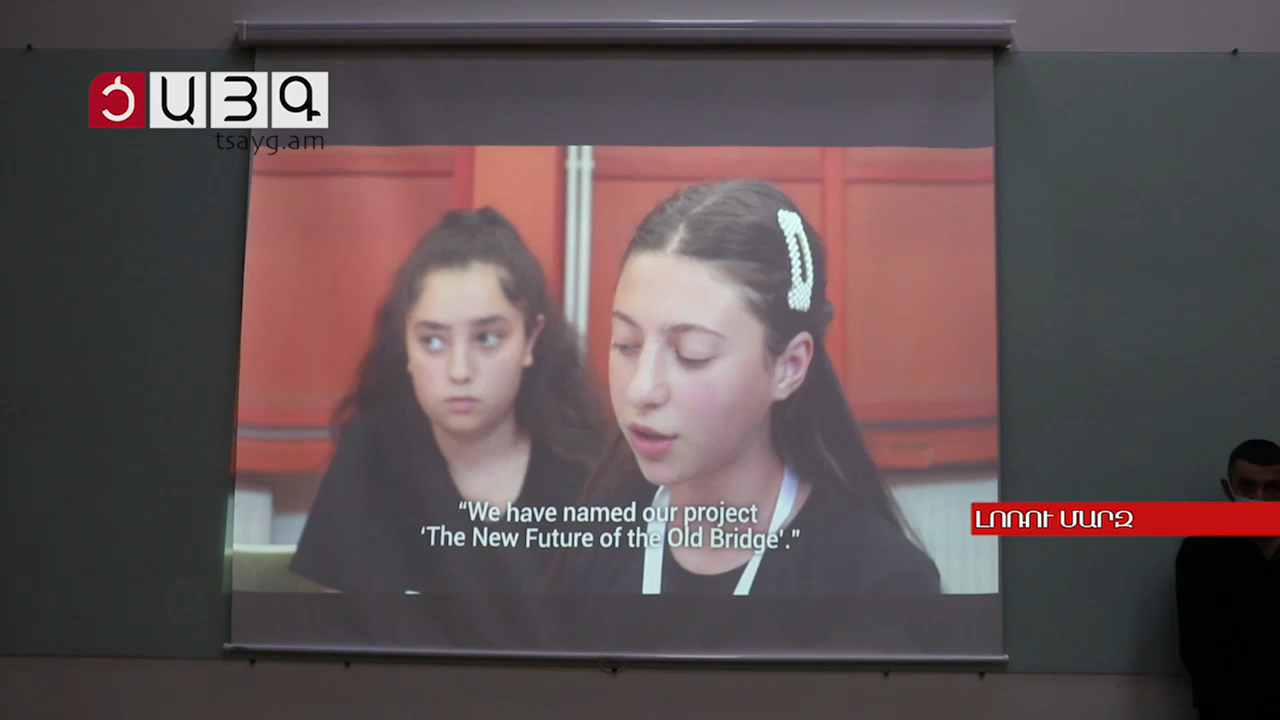 ԾԱՅԳ
tsayg.am
“We have named our project
‘The New Future of the Old Bridge’.”
ԼՈՌՈՒ ՄԱՐԶ